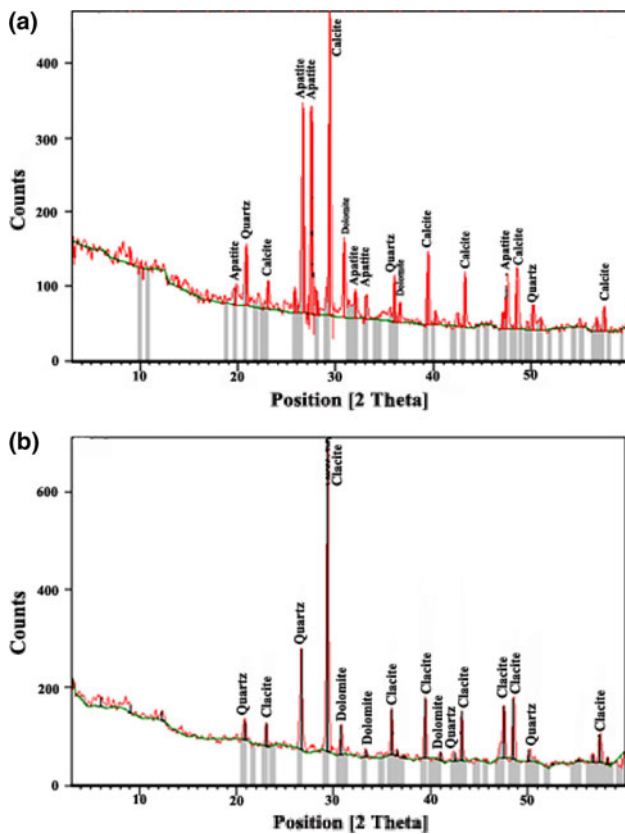 (a)
400
300
200
100
0
Counts
Apatite
Quartz
Calcite
Apatite
Apatite
Calcite
Dolomite
Apatite
Apatite
Quartz
Dolomite
Calcite
Calcite
Apatite
Calcite
Quartz
Calcite
10 20 30 40 50
Position [2 Theta]
(b)
600
400
200
0
Counts
Quartz
Clacite
Quartz
Clacite
Dolomite
Dolomite
Clacite
Clacite
Dolomite
Quartz
Clacite
Clacite
Clacite
Quartz
Clacite
10 20 30 40 50
Position [2 Theta]